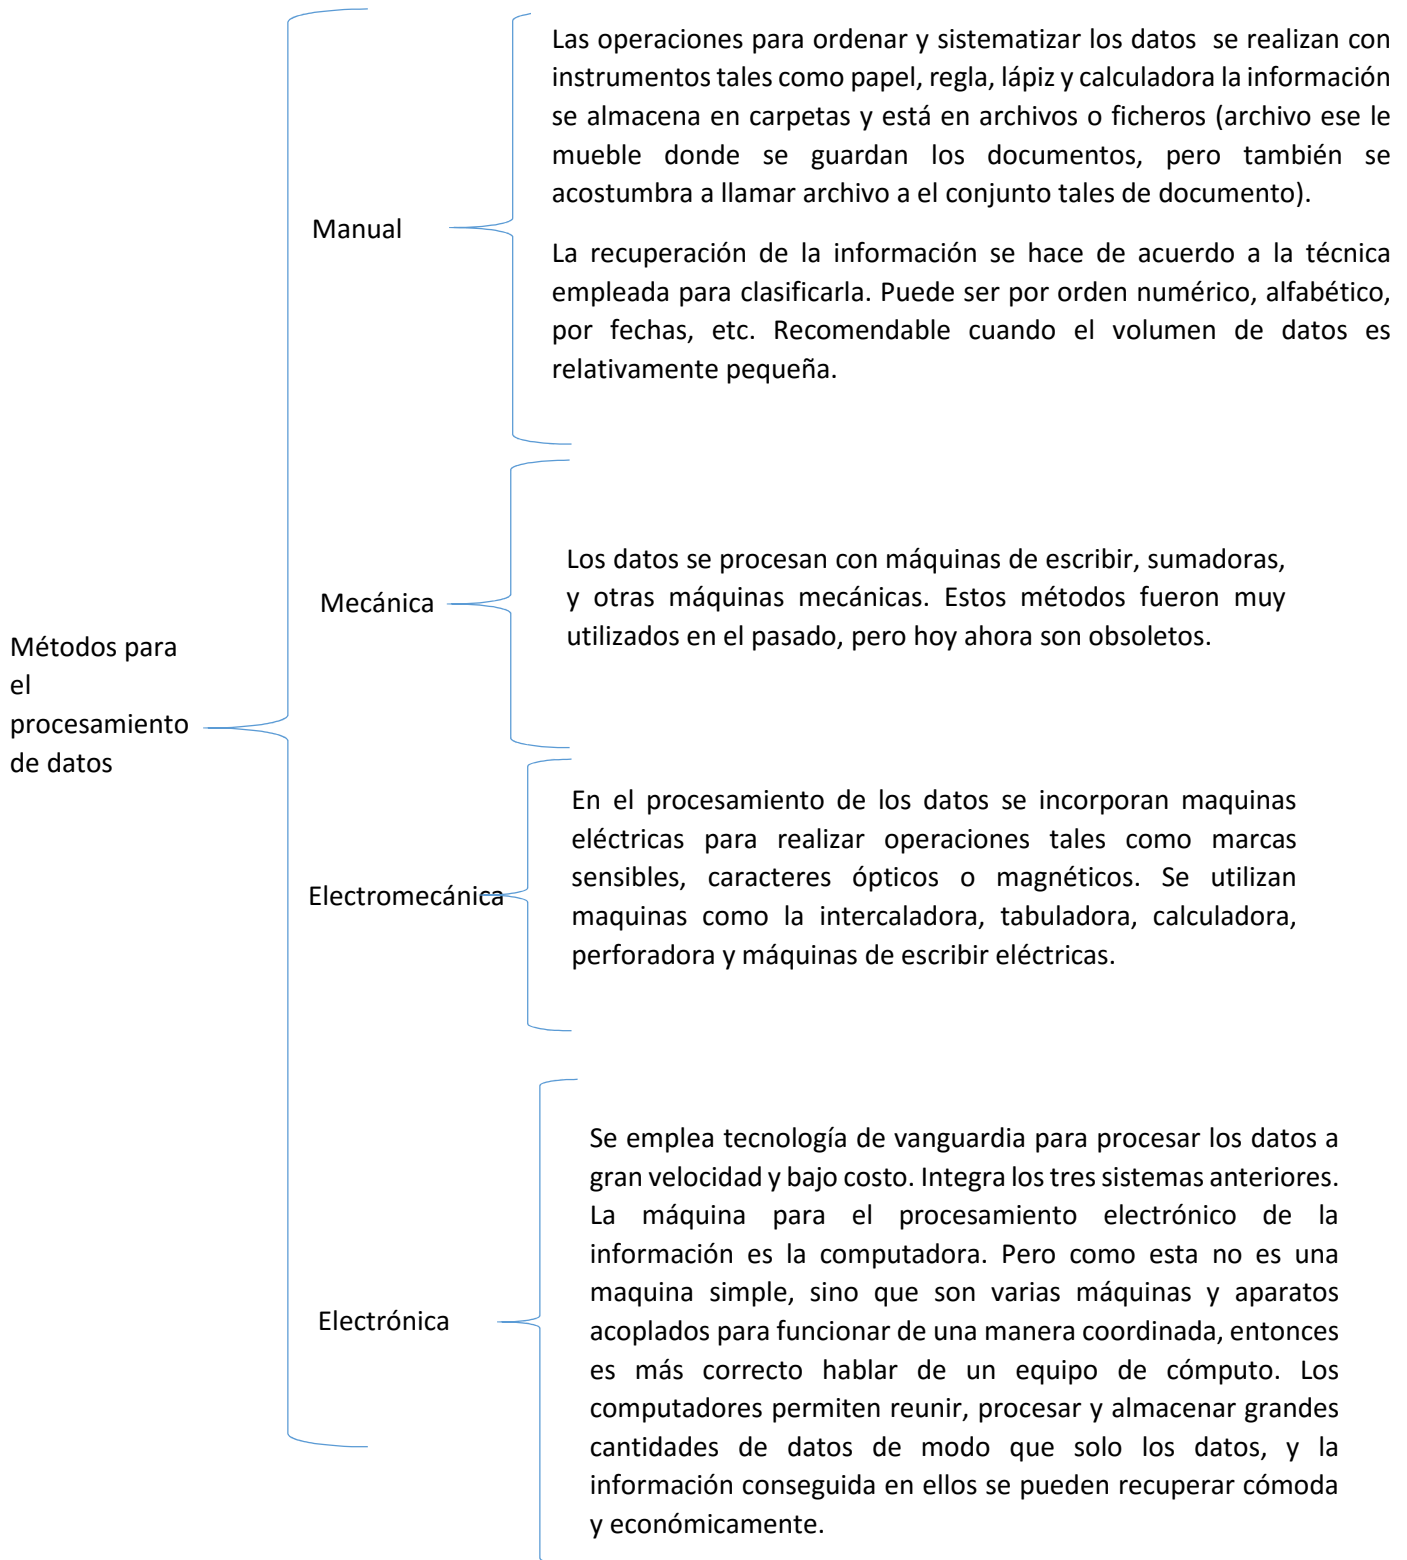 Métodos para
el
procesamiento
de datos
Manual
Las operaciones para ordenar y sistematizar los datos se realizan con
instrumentos tales como papel, regla, lápiz y calculadora la información
se almacena en carpetas y está en archivos o ficheros (archivo ese le
mueble donde se guardan los documentos, pero también se
acostumbra a llamar archivo a el conjunto tales de documento).
La recuperación de la información se hace de acuerdo a la técnica
empleada para clasificarla. Puede ser por orden numérico, alfabético,
por fechas, etc. Recomendable cuando el volumen de datos es
relativamente pequeña.
Mecánica
Los datos se procesan con máquinas de escribir, sumadoras,
y otras máquinas mecánicas. Estos métodos fueron muy
utilizados en el pasado, pero hoy ahora son obsoletos.
Electromecánica
En el procesamiento de los datos se incorporan maquinas
eléctricas para realizar operaciones tales como marcas
sensibles, caracteres ópticos o magnéticos. Se utilizan
maquinas como la intercaladora, tabuladora, calculadora,
perforadora y máquinas de escribir eléctricas.
Electrónica
Se emplea tecnología de vanguardia para procesar los datos a
gran velocidad y bajo costo. Integra los tres sistemas anteriores.
La máquina para el procesamiento electrónico de la
información es la computadora. Pero como esta no es una
maquina simple, sino que son varias máquinas y aparatos
acoplados para funcionar de una manera coordinada, entonces
es más correcto hablar de un equipo de cómputo. Los
computadores permiten reunir, procesar y almacenar grandes
cantidades de datos de modo que solo los datos, y la
información conseguida en ellos se pueden recuperar cómoda
y económicamente.